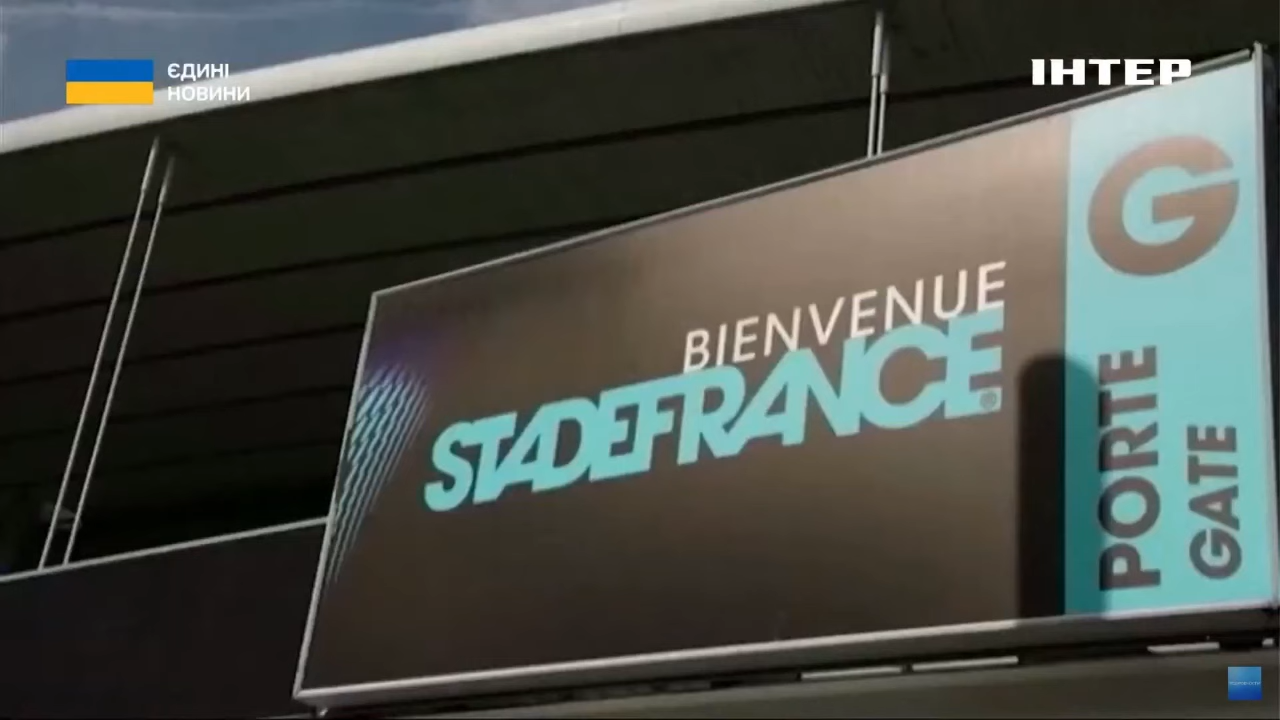 ЄДИНІ
НОВИНИ
ІНТЕР
BIENVENUE
STADEFRANCE®
G
PORTE
GATE